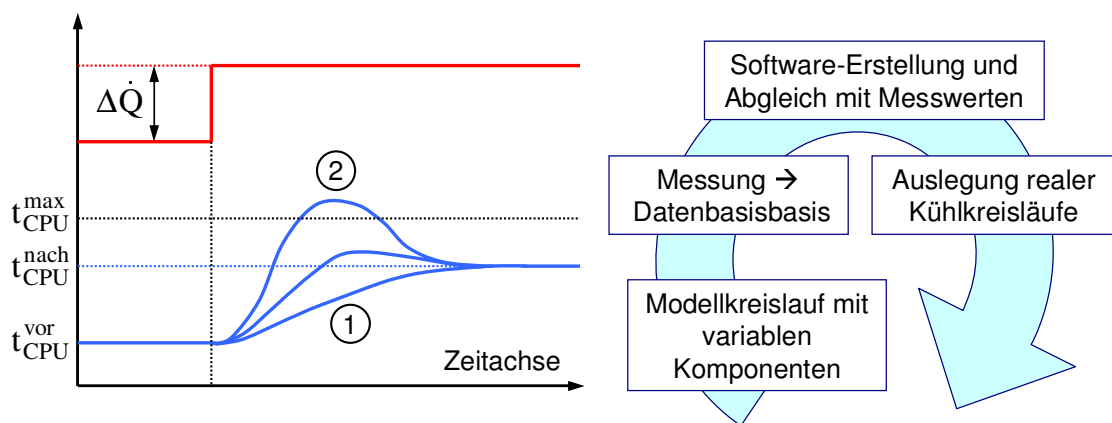 ΔQ̇
2
t_CPU^max
t_CPU^nach
1
t_CPU^vor
Zeitachse
Software-Erstellung und
Abgleich mit Messwerten
Messung →
Datenbasisbasis
Auslegung realer
Kühlkreisläufe
Modellkreislauf mit
variablen
Komponenten